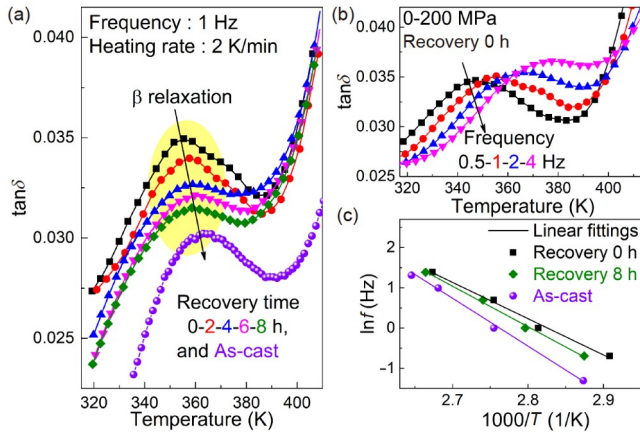 (a)
Frequency : 1 Hz
Heating rate : 2 K/min
β relaxation
Recovery time
0-2-4-6-8 h,
and As-cast
0.040
0.035
0.030
0.025
tanδ
320 340 360 380 400
Temperature (K)
(b)
0-200 MPa
Recovery 0 h
Frequency
0.5-1-2-4 Hz
0.040
0.035
0.030
0.025
tanδ
320 340 360 380 400
Temperature (K)
(c)
Linear fittings
Recovery 0 h
Recovery 8 h
As-cast
2
1
0
-1
lnf (Hz)
2.7 2.8 2.9
1000/T (1/K)